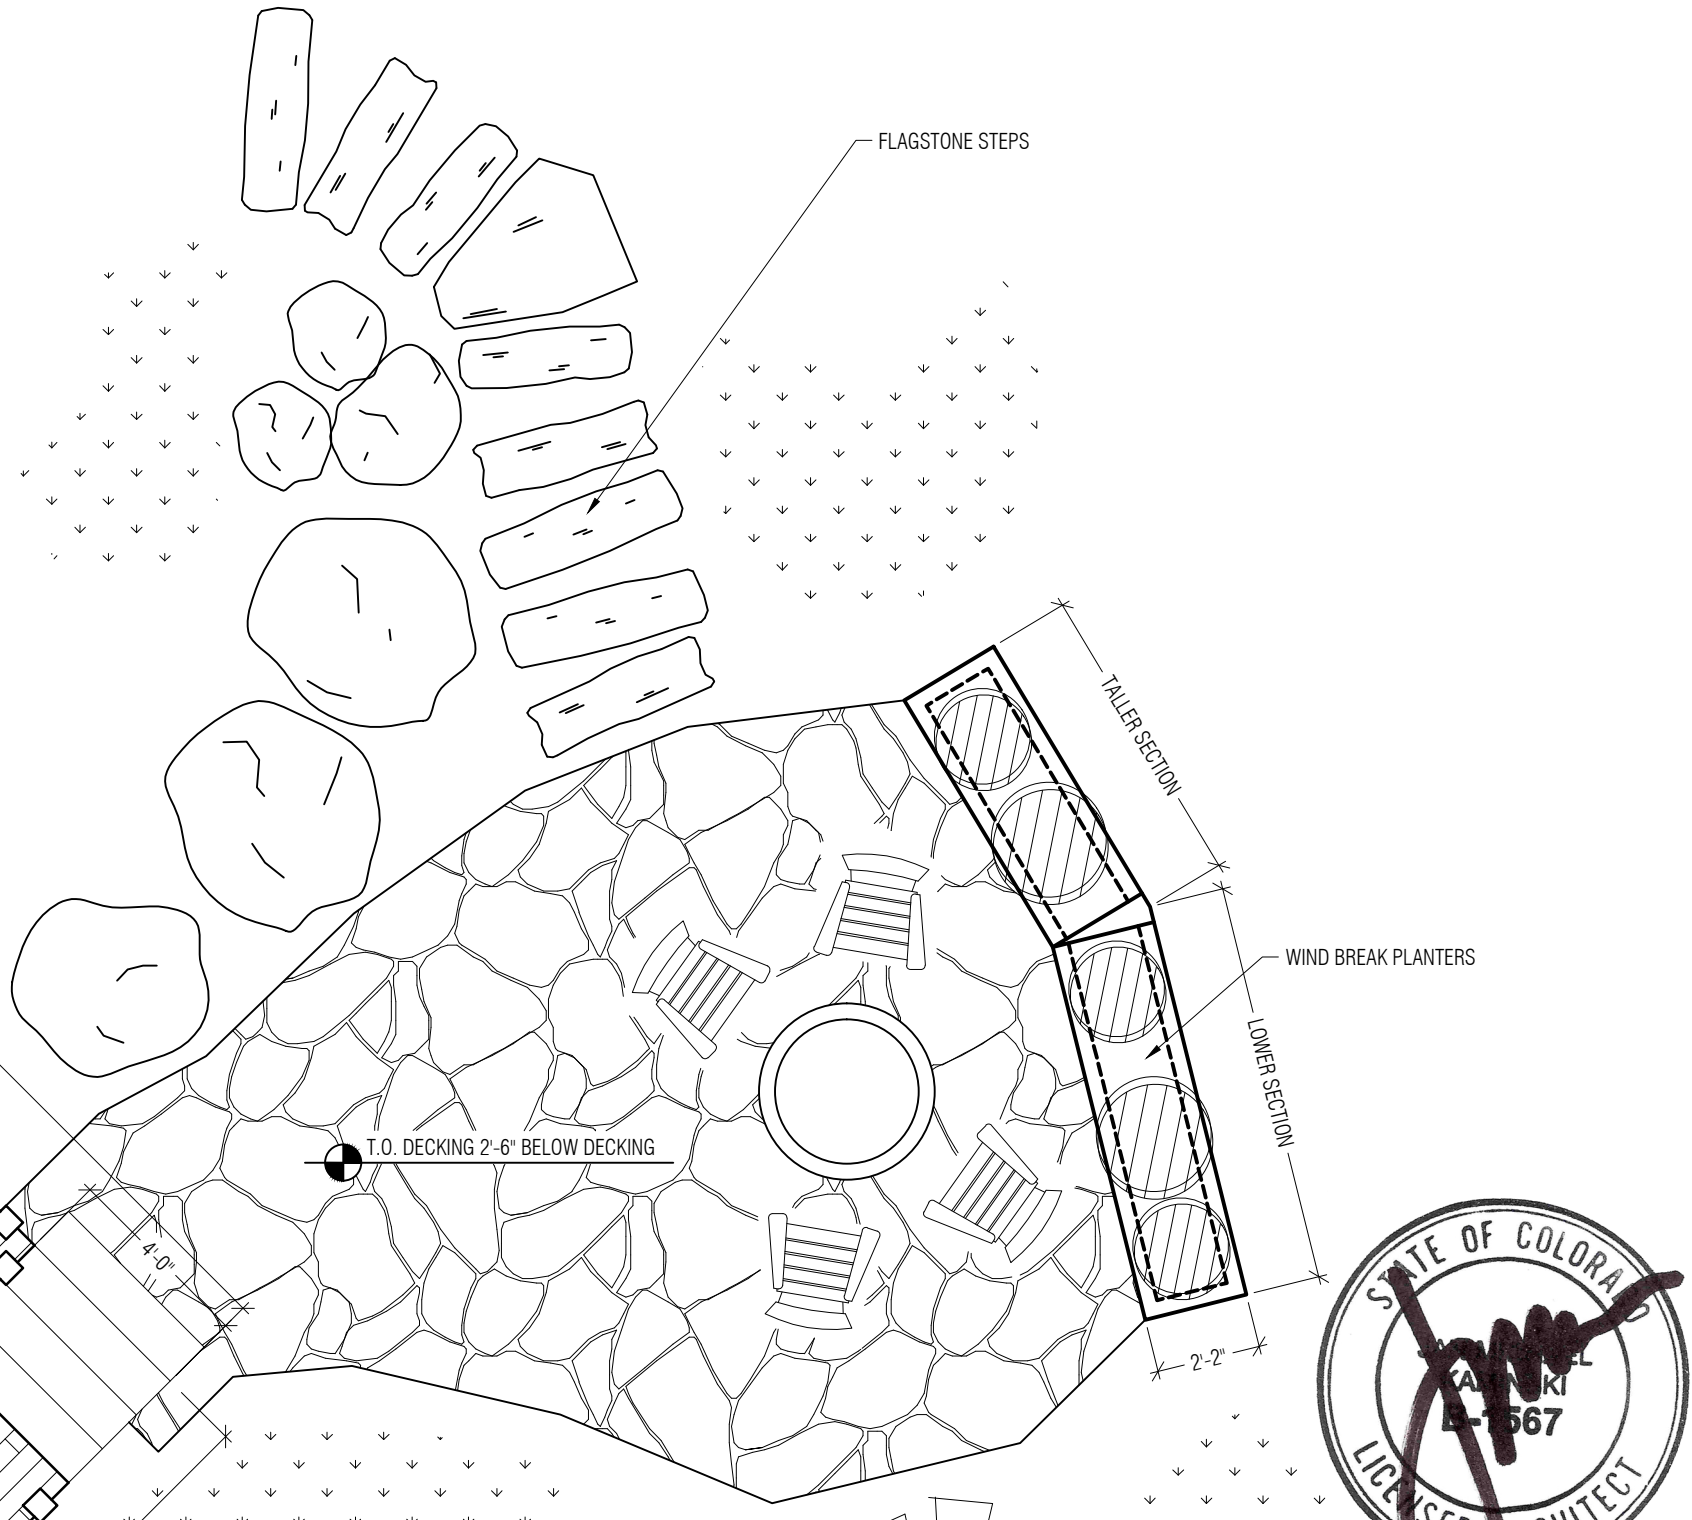 FLAGSTONE STEPS
TALLER SECTION
WIND BREAK PLANTERS
LOWER SECTION
T.O. DECKING 2'-6" BELOW DECKING
4'-0"
2'-2"
STATE OF COLORADO
LICENSED ARCHITECT